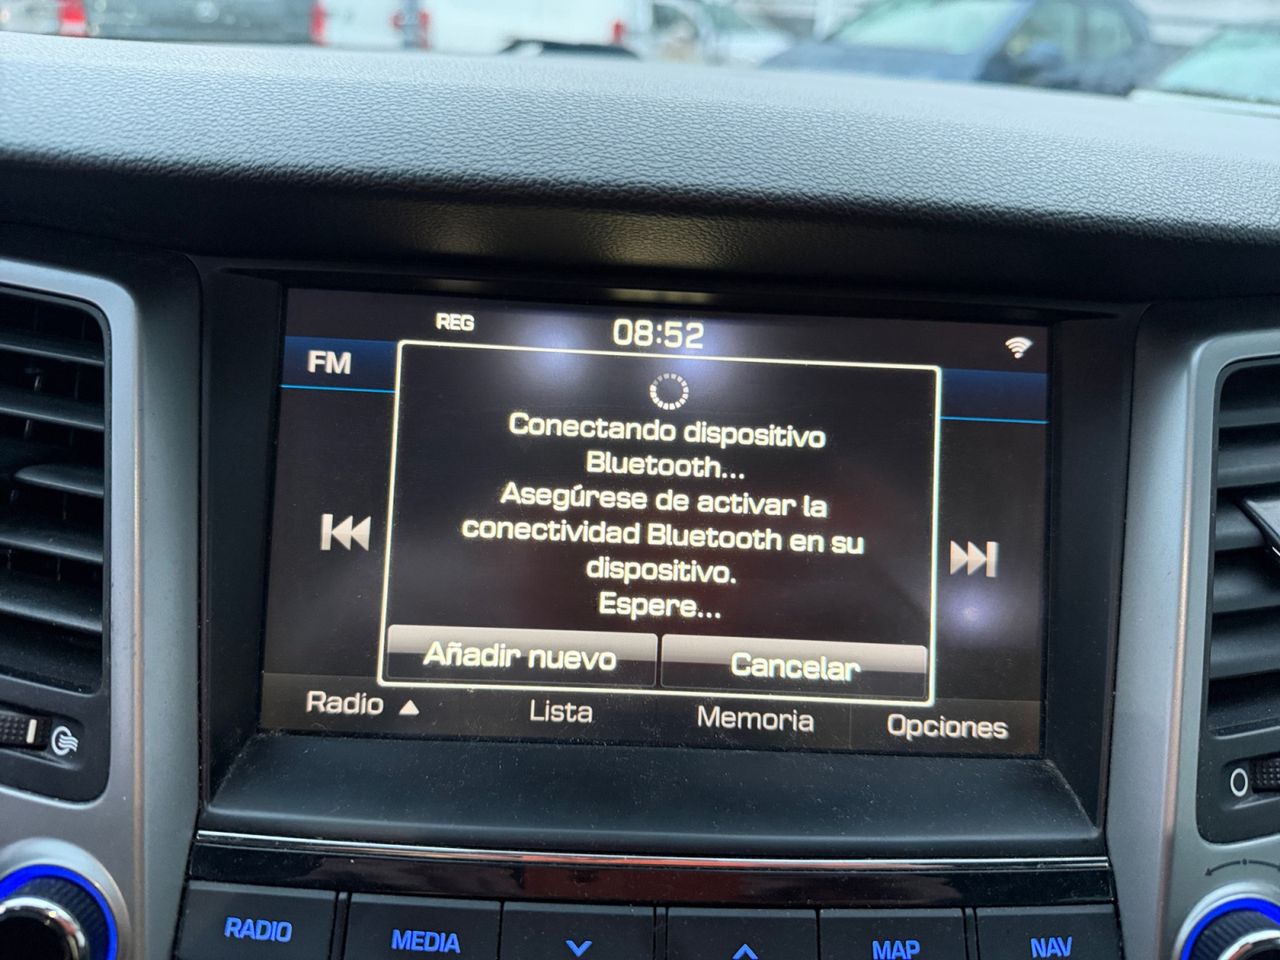 REG 08:52
FM
Conectando dispositivo
Bluetooth...
Asegúrese de activar la
conectividad Bluetooth en su
dispositivo.
Espere...
Añadir nuevo Cancelar
Radio Lista Memoria Opciones
RADIO MEDIA MAP NAV